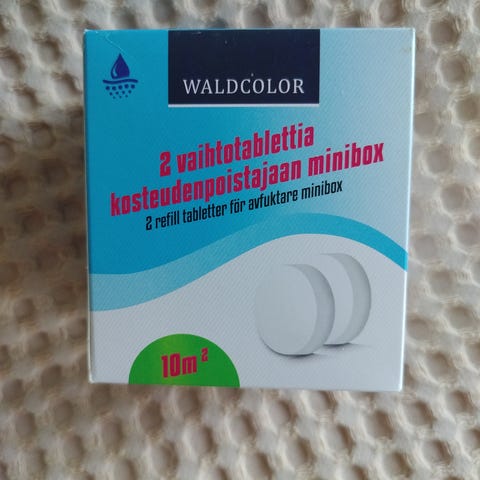 WALDCOLOR
2 vaihtotablettia
kosteudenpoistajaan minibox
2 refill tabletter för avfuktare minibox
10m²